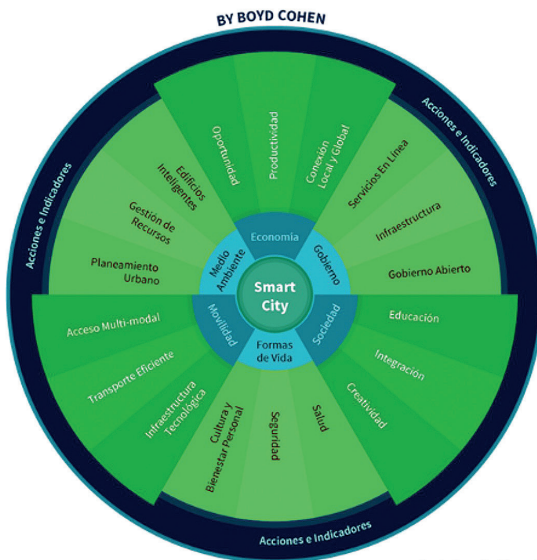 BY BOYD COHEN
Acciones e Indicadores
Acciones e Indicadores
Acciones e Indicadores
Smart
City
Economía
Oportunidad
Productividad
Conexión
Local y Global
Gobierno
Servicios En Línea
Infraestructura
Gobierno Abierto
Sociedad
Educación
Integración
Creatividad
Formas
de Vida
Salud
Seguridad
Cultura y
Bienestar Personal
Movilidad
Infraestructura
Tecnológica
Transporte Eficiente
Acceso Multi-modal
Medio
Ambiente
Planeamiento
Urbano
Gestión de
Recursos
Edificios
Inteligentes